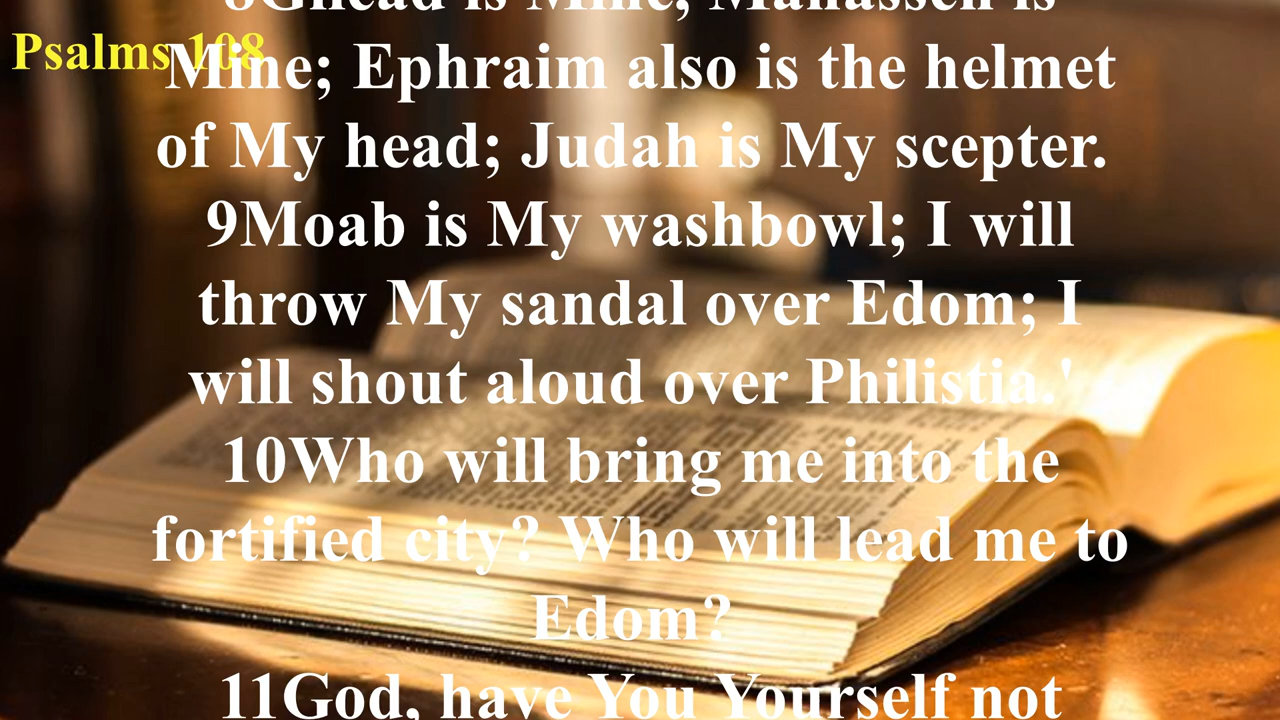 8Gilead is Mine, Manasseh is
Psalms 108
Mine; Ephraim also is the helmet
of My head; Judah is My scepter.
9Moab is My washbowl; I will
throw My sandal over Edom; I
will shout aloud over Philistia.'
10Who will bring me into the
fortified city? Who will lead me to
Edom?
11God, have You Yourself not